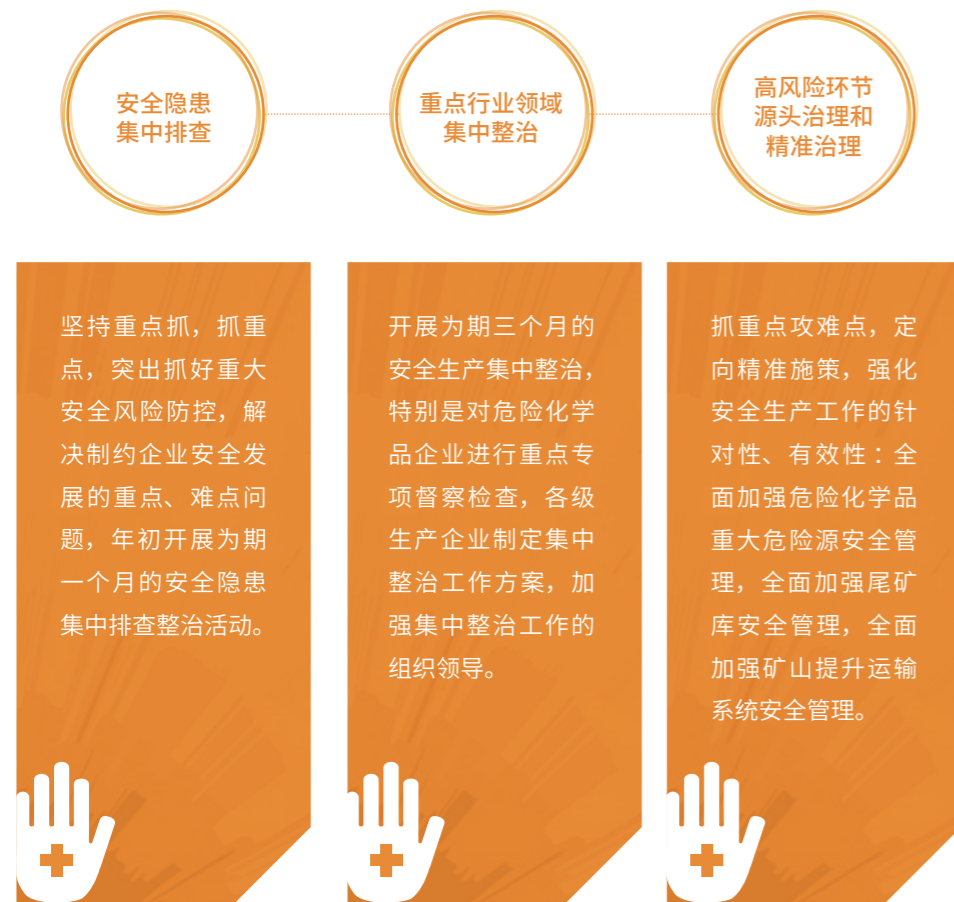 安全隐患
集中排查
重点行业领域
集中整治
高风险环节
源头治理和
精准治理
坚持重点抓，抓重
点，突出抓好重大
安全风险防控，解
决制约企业安全发
展的重点、难点问
题，年初开展为期
一个月的安全隐患
集中排查整治活动。
开展为期三个月的
安全生产集中整治，
特别是对危险化学
品企业进行重点专
项督察检查，各级
生产企业制定集中
整治工作方案，加
强集中整治工作的
组织领导。
抓重点攻难点，定
向精准施策，强化
安全生产工作的针
对性、有效性：全
面加强危险化学品
重大危险源安全管
理，全面加强尾矿
库安全管理，全面
加强矿山提升运输
系统安全管理。